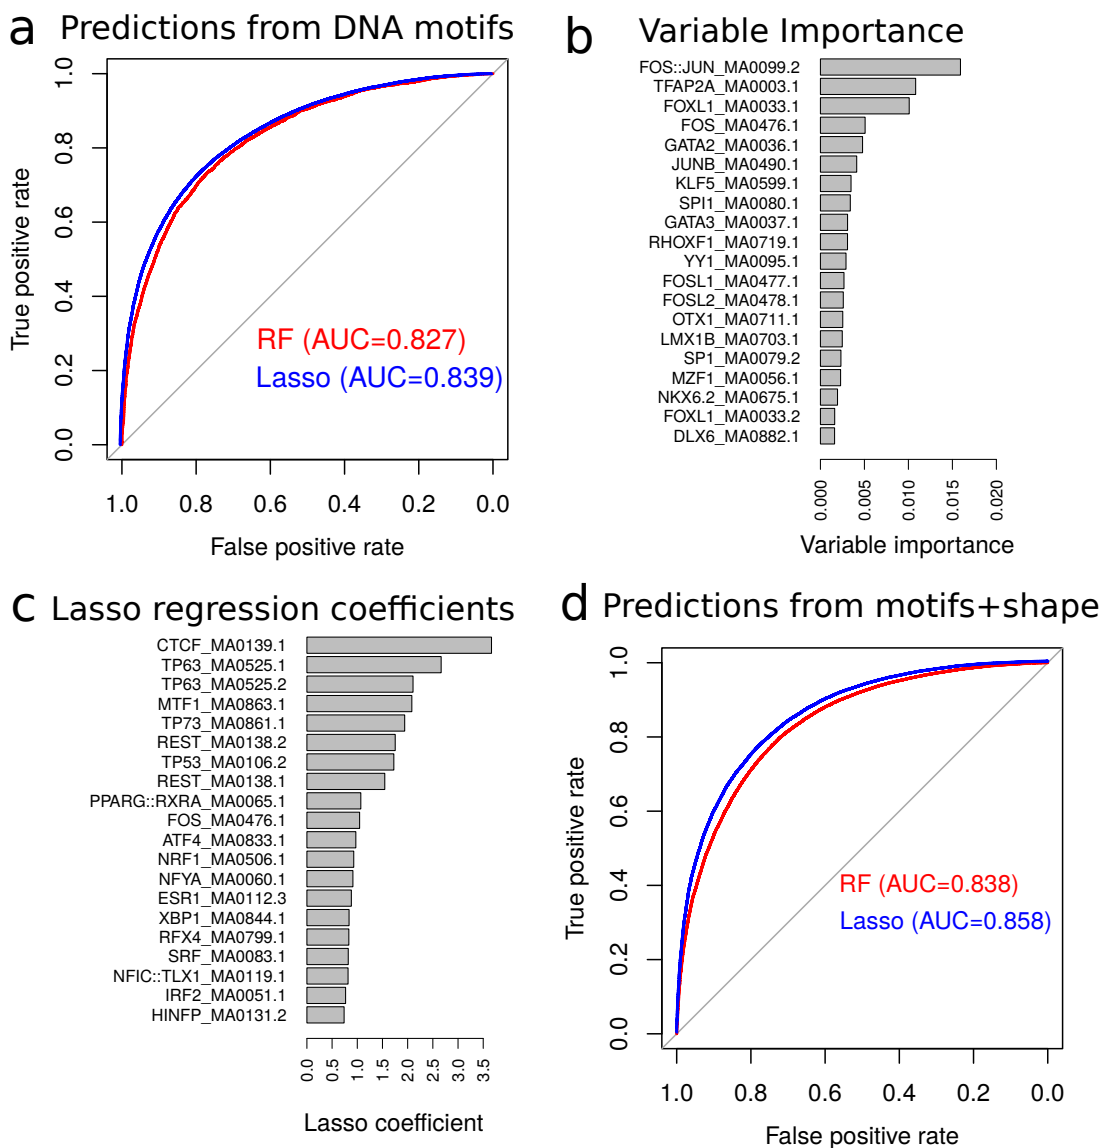 a Predictions from DNA motifs
True positive rate
1.0
0.8
0.6
0.4
0.2
0.0
RF (AUC=0.827)
Lasso (AUC=0.839)
1.0 0.8 0.6 0.4 0.2 0.0
False positive rate
b Variable Importance
FOS::JUN_MA0099.2
TFAP2A_MA0003.1
FOXL1_MA0033.1
FOS_MA0476.1
GATA2_MA0036.1
JUNB_MA0490.1
KLF5_MA0599.1
SPI1_MA0080.1
GATA3_MA0037.1
RHOXF1_MA0719.1
YY1_MA0095.1
FOSL1_MA0477.1
FOSL2_MA0478.1
OTX1_MA0711.1
LMX1B_MA0703.1
SP1_MA0079.2
MZF1_MA0056.1
NKX6.2_MA0675.1
FOXL1_MA0033.2
DLX6_MA0882.1
0.000 0.005 0.010 0.015 0.020
Variable importance
c Lasso regression coefficients
CTCF_MA0139.1
TP63_MA0525.1
TP63_MA0525.2
MTF1_MA0863.1
TP73_MA0861.1
REST_MA0138.2
TP53_MA0106.2
REST_MA0138.1
PPARG::RXRA_MA0065.1
FOS_MA0476.1
ATF4_MA0833.1
NRF1_MA0506.1
NFYA_MA0060.1
ESR1_MA0112.3
XBP1_MA0844.1
RFX4_MA0799.1
SRF_MA0083.1
NFIC::TLX1_MA0119.1
IRF2_MA0051.1
HINFP_MA0131.2
0.0 0.5 1.0 1.5 2.0 2.5 3.0 3.5
Lasso coefficient
d Predictions from motifs+shape
True positive rate
1.0
0.8
0.6
0.4
0.2
0.0
RF (AUC=0.838)
Lasso (AUC=0.858)
1.0 0.8 0.6 0.4 0.2 0.0
False positive rate